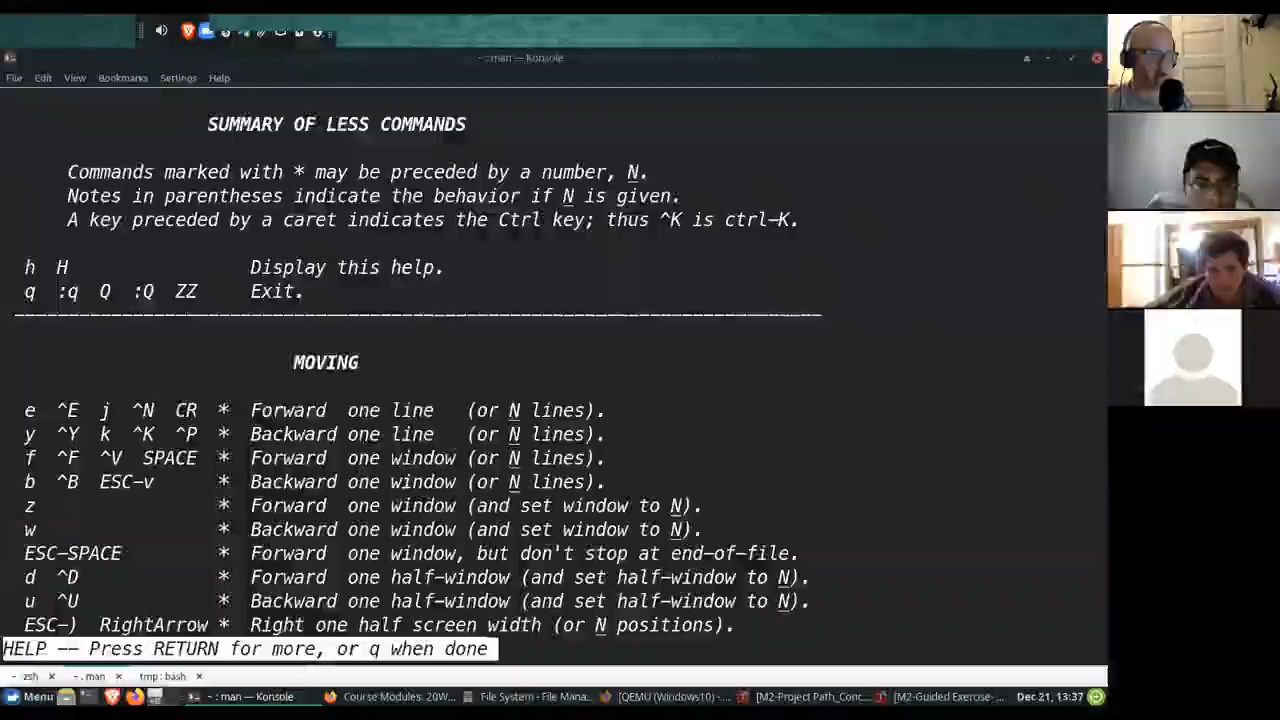 - : man — Konsole
File Edit View Bookmarks Settings Help
SUMMARY OF LESS COMMANDS
Commands marked with * may be preceded by a number, N.
Notes in parentheses indicate the behavior if N is given.
A key preceded by a caret indicates the Ctrl key; thus ^K is ctrl-K.
h H Display this help.
q :q Q :Q ZZ Exit.
MOVING
e ^E j ^N CR * Forward one line (or N lines).
y ^Y k ^K ^P * Backward one line (or N lines).
f ^F ^V SPACE * Forward one window (or N lines).
b ^B ESC-v * Backward one window (or N lines).
z * Forward one window (and set window to N).
w * Backward one window (and set window to N).
ESC-SPACE * Forward one window, but don't stop at end-of-file.
d ^D * Forward one half-window (and set half-window to N).
u ^U * Backward one half-window (and set half-window to N).
ESC-) RightArrow * Right one half screen width (or N positions).
HELP -- Press RETURN for more, or q when done
- : zsh - : man tmp : bash
Menu - : man — Konsole Course Modules: 20W... File System - File Mana... [QEMU (Windows10) - ... [M2-Project Path_Conc... [M2-Guided Exercise- ... Dec 21, 13:37